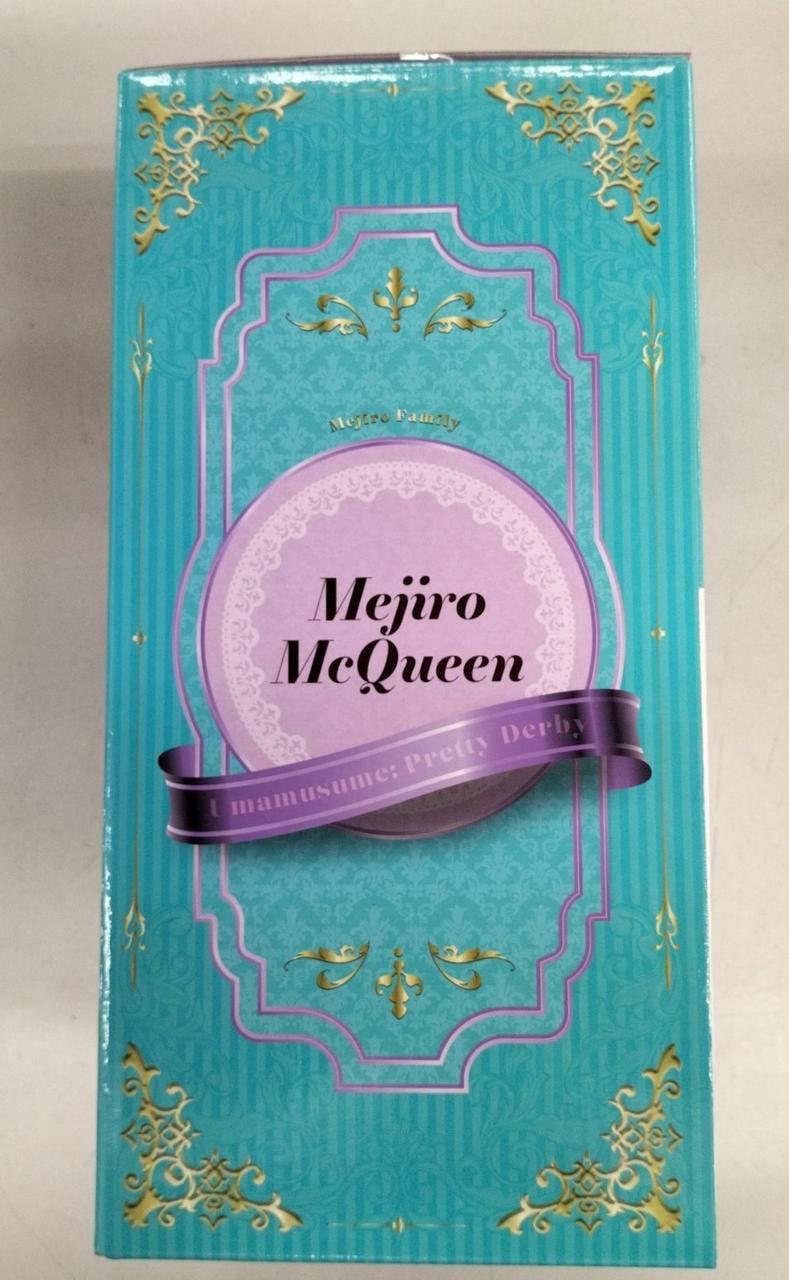 Mejiro Family
Mejiro
McQueen
Umamusume: Pretty Derby